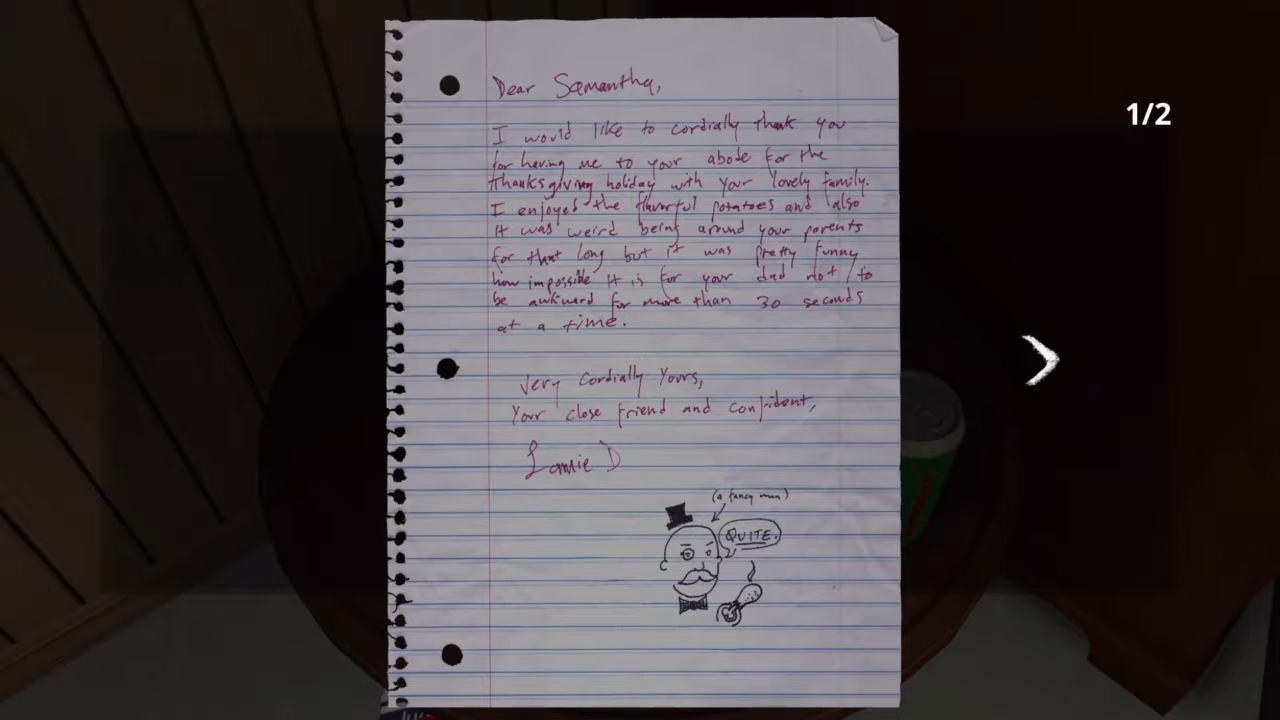 Dear Samantha,
1/2
I would like to cordially thank you
for having me to your abode for the
thanksgiving holiday with your lovely family.
I enjoyed the flavorful potatoes and also
it was weird being around your parents
for that long but it was pretty funny
how impossible it is for your dad not to
be awkward for more than 30 seconds
at a time.
Very Cordially Yours,
Your close friend and confident,
Lonnie D
(a fancy man)
QUITE.